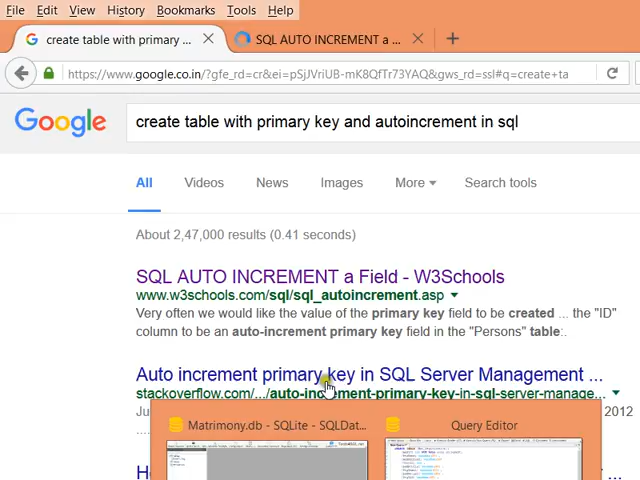 File Edit View History Bookmarks Tools Help
create table with primary ... SQL AUTO INCREMENT a ...
https://www.google.co.in/?gfe_rd=cr&ei=pSjJVriUB-mK8QfTr73YAQ&gws_rd=ssl#q=create+ta
Google create table with primary key and autoincrement in sql
All Videos News Images More Search tools
About 2,47,000 results (0.41 seconds)
SQL AUTO INCREMENT a Field - W3Schools
www.w3schools.com/sql/sql_autoincrement.asp
Very often we would like the value of the primary key field to be created ... the "ID"
column to be an auto-increment primary key field in the "Persons" table:.
Auto increment primary key in SQL Server Management ...
stackoverflow.com/.../auto-increment-primary-key-in-sql-server-manage...
2012
Matrimony.db - SQLite - SQLDat... Query Editor